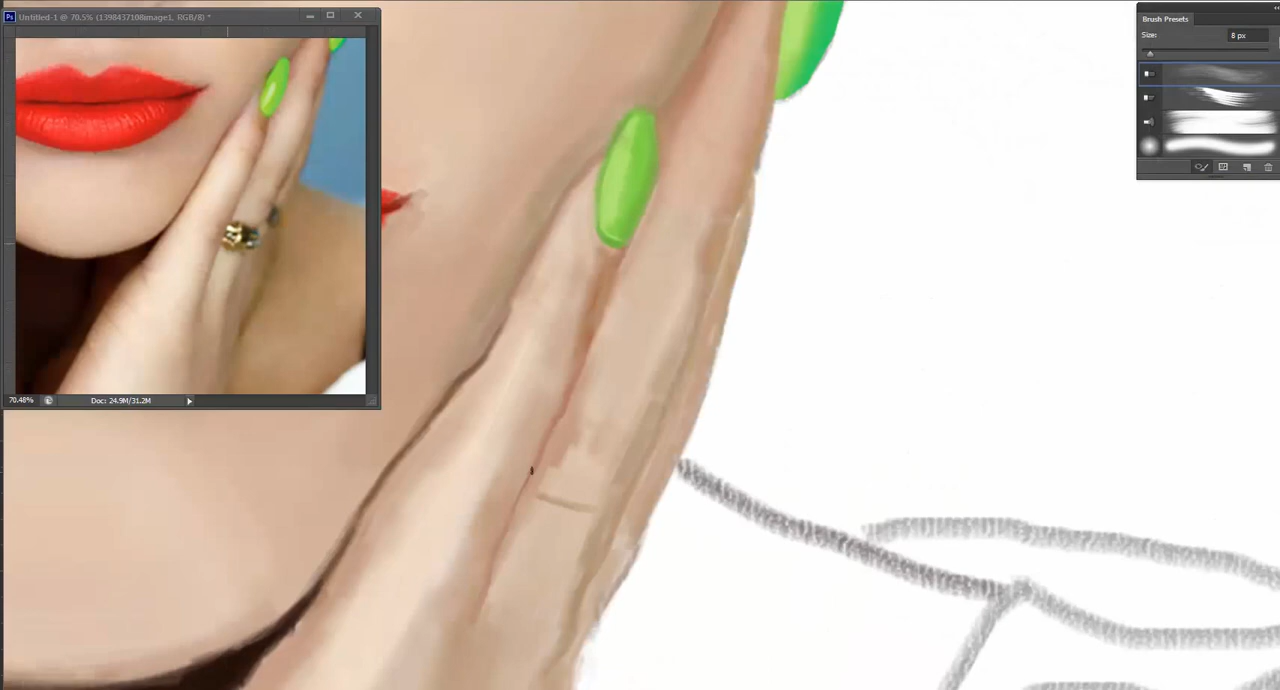 Ps Untitled-1 @ 70.5% (1398437108image1, RGB/8) *
70.48% Doc: 24.9M/31.2M
Brush Presets
Size: 8 px